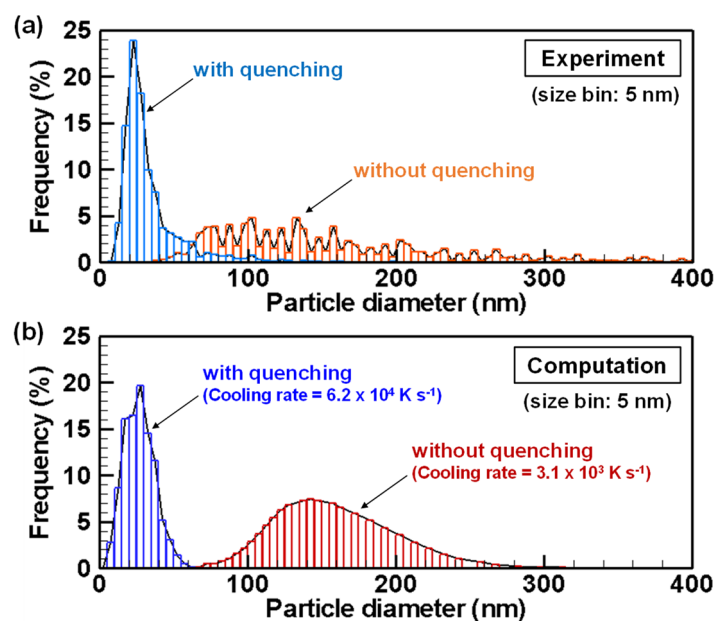 (a)
25
20
15
10
5
0
Frequency (%)
with quenching
without quenching
Experiment
(size bin: 5 nm)
0 100 200 300 400
Particle diameter (nm)
(b)
25
20
15
10
5
0
Frequency (%)
with quenching
(Cooling rate = 6.2 x 10⁴ K s⁻¹)
without quenching
(Cooling rate = 3.1 x 10³ K s⁻¹)
Computation
(size bin: 5 nm)
0 100 200 300 400
Particle diameter (nm)